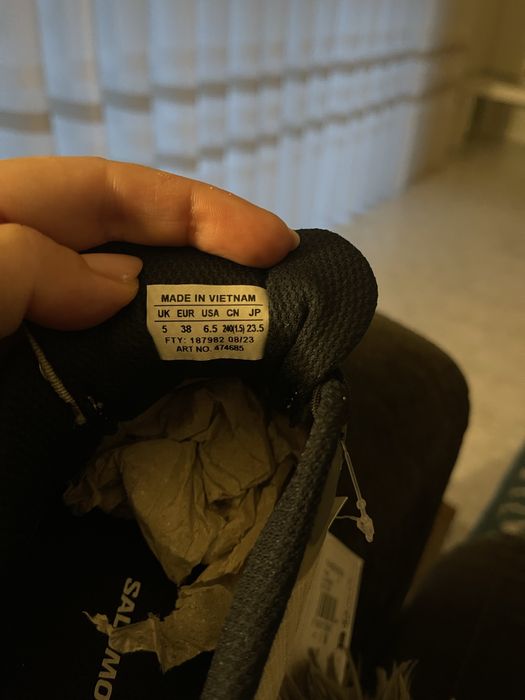 MADE IN VIETNAM
UK EUR USA CN JP
5 38 6.5 240(1.5) 23.5
FTY: 187982 08/23
ART NO. 474685
SALOMO